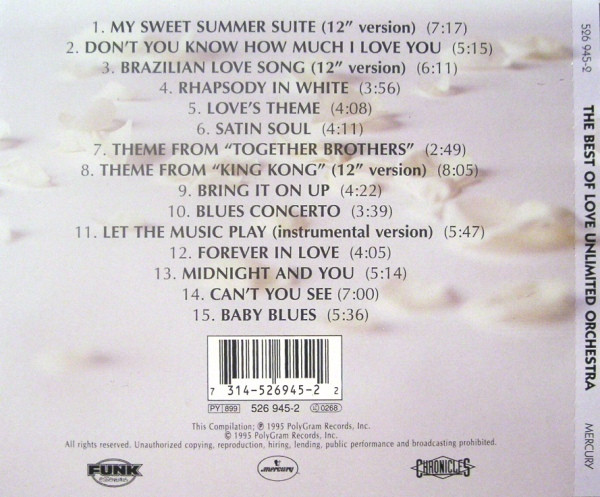 1. MY SWEET SUMMER SUITE (12" version) (7:17)
2. DON'T YOU KNOW HOW MUCH I LOVE YOU (5:15)
3. BRAZILIAN LOVE SONG (12" version) (6:11)
4. RHAPSODY IN WHITE (3:56)
5. LOVE'S THEME (4:08)
6. SATIN SOUL (4:11)
7. THEME FROM "TOGETHER BROTHERS" (2:49)
8. THEME FROM "KING KONG" (12" version) (8:05)
9. BRING IT ON UP (4:22)
10. BLUES CONCERTO (3:39)
11. LET THE MUSIC PLAY (instrumental version) (5:47)
12. FOREVER IN LOVE (4:05)
13. MIDNIGHT AND YOU (5:14)
14. CAN'T YOU SEE (7:00)
15. BABY BLUES (5:36)
7 314-526945-2 2
PY 899 526 945-2 0268
This Compilation; ℗ 1995 PolyGram Records, Inc.
© 1995 PolyGram Records, Inc.
All rights reserved. Unauthorized copying, reproduction, hiring, lending, public performance and broadcasting prohibited.
FUNK
mercury
CHRONICLES
526 945-2
THE BEST OF LOVE UNLIMITED ORCHESTRA
MERCURY